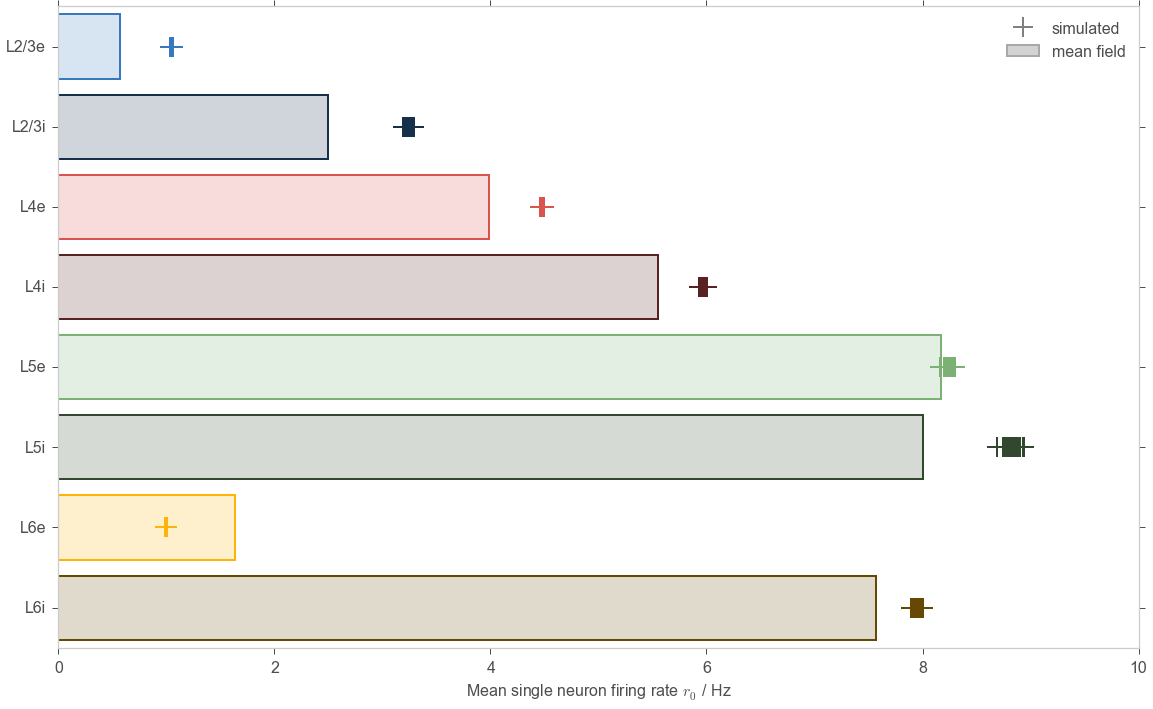 simulated
mean field
L2/3e
L2/3i
L4e
L4i
L5e
L5i
L6e
L6i
0 2 4 6 8 10
Mean single neuron firing rate r₀ / Hz